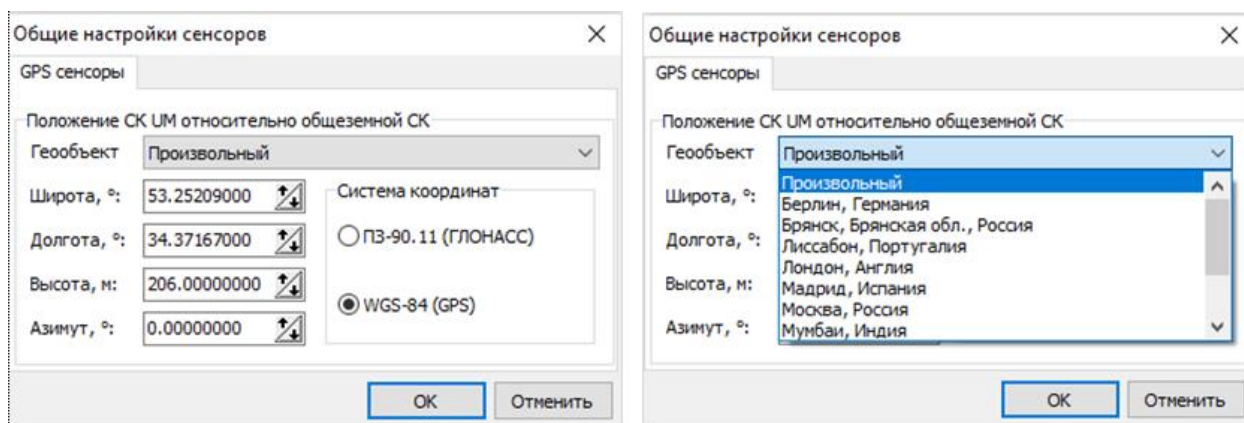 Общие настройки сенсоров
GPS сенсоры
Положение СК UM относительно общеземной СК
Геообъект Произвольный
Широта, °: 53.25209000
Долгота, °: 34.37167000
Высота, м: 206.00000000
Азимут, °: 0.00000000
Система координат
ПЗ-90.11 (ГЛОНАСС)
WGS-84 (GPS)
OK Отменить
Общие настройки сенсоров
GPS сенсоры
Положение СК UM относительно общеземной СК
Геообъект Произвольный
Широта, °:
Долгота, °:
Высота, м:
Азимут, °:
Произвольный
Берлин, Германия
Брянск, Брянская обл., Россия
Лиссабон, Португалия
Лондон, Англия
Мадрид, Испания
Москва, Россия
Мумбаи, Индия
OK Отменить